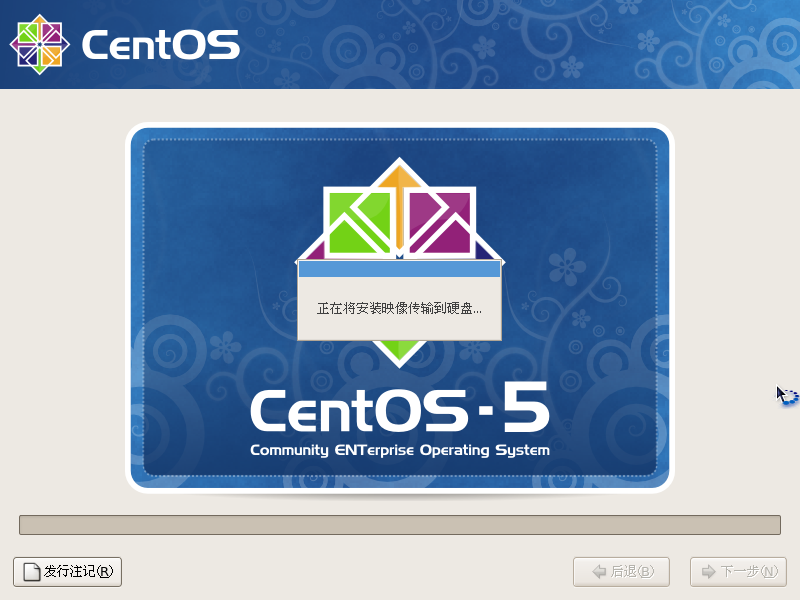 CentOS
正在将安装映像传输到硬盘...
CentOS-5
Community ENTerprise Operating System
发行注记(R)
后退(B)
下一步(N)